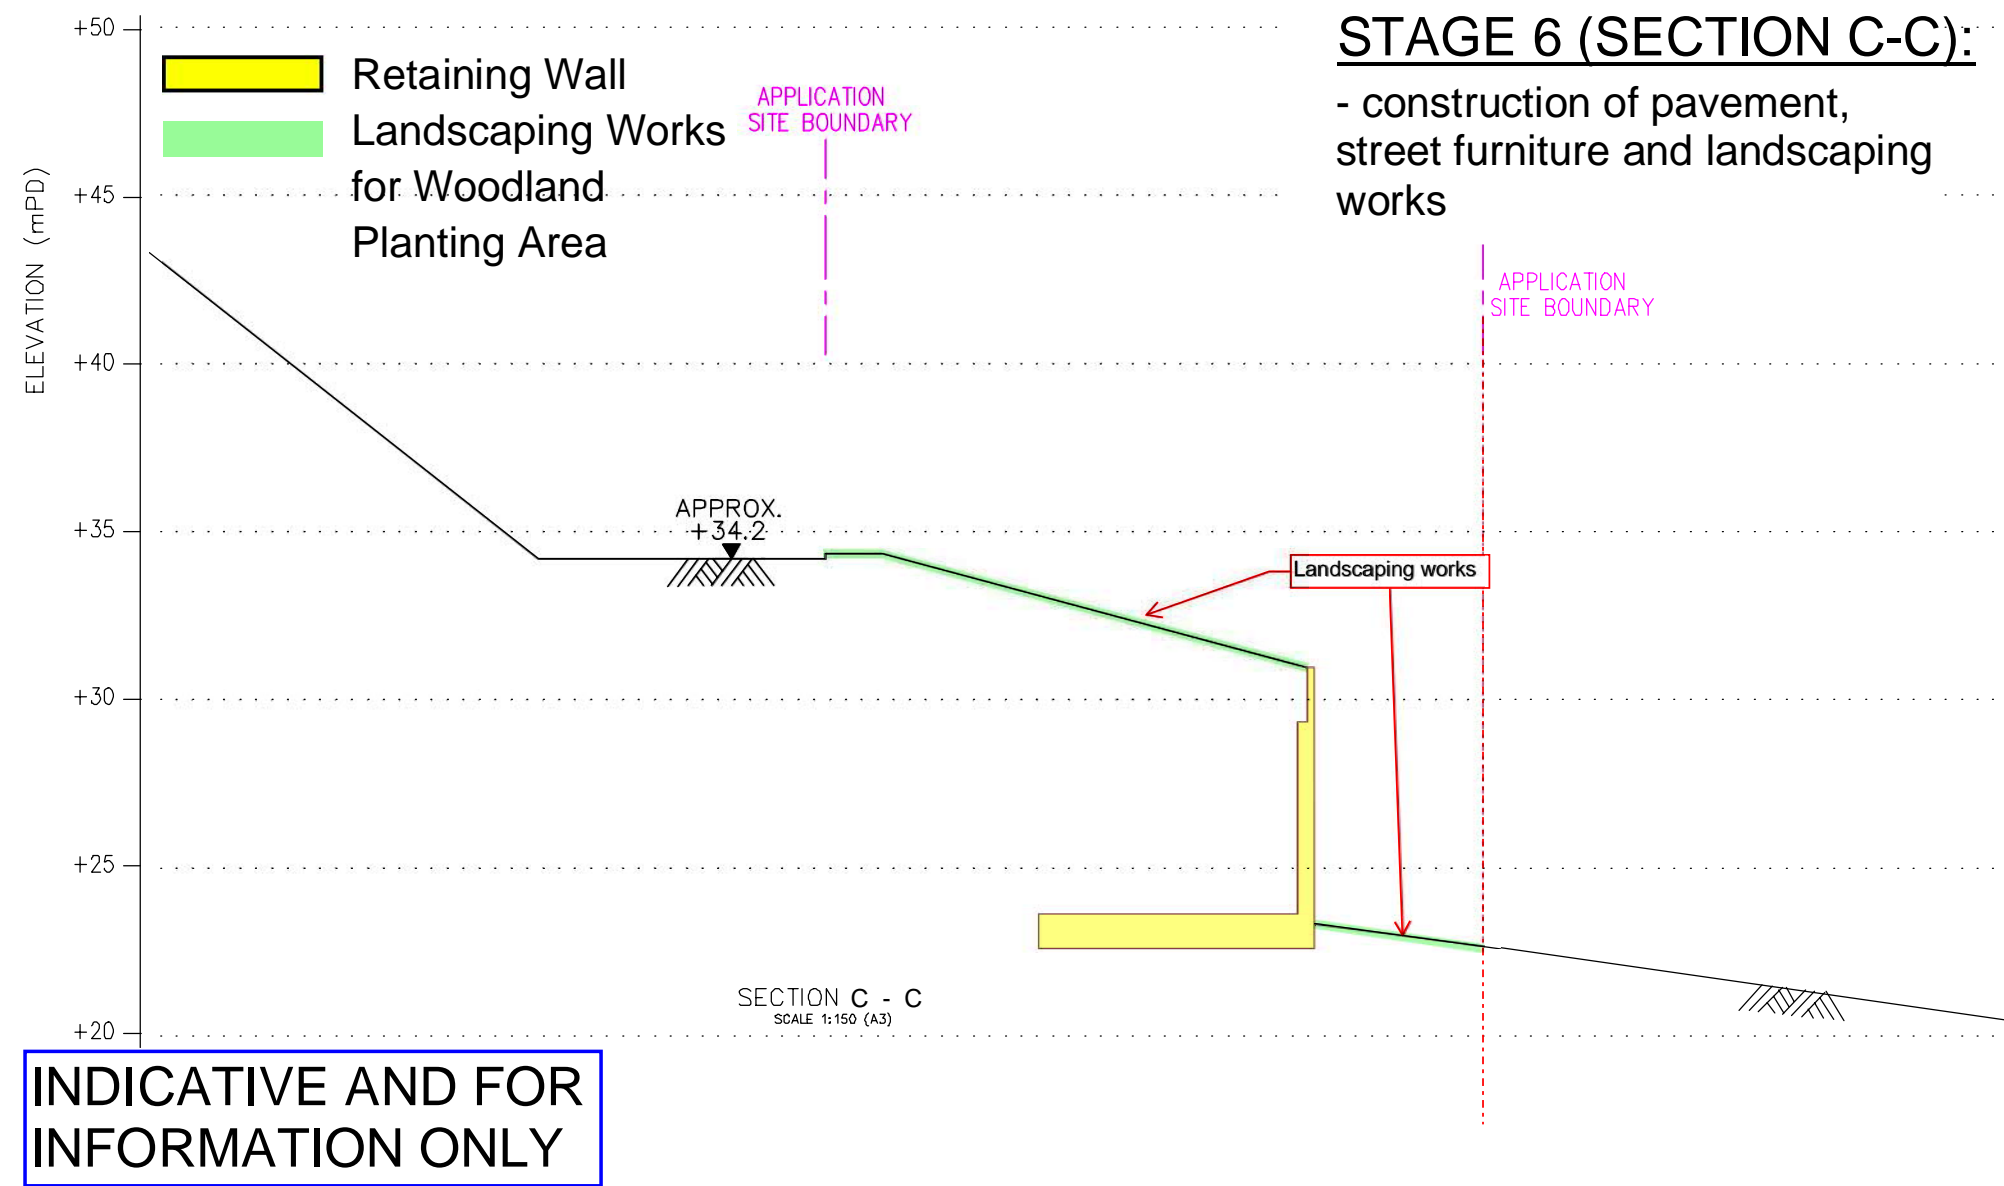 STAGE 6 (SECTION C-C):
- construction of pavement,
street furniture and landscaping
works
Retaining Wall
Landscaping Works
for Woodland
Planting Area
APPLICATION
SITE BOUNDARY
APPLICATION
SITE BOUNDARY
ELEVATION (mPD)
+50
+45
+40
+35
+30
+25
+20
APPROX.
+34.2
Landscaping works
SECTION C - C
SCALE 1:150 (A3)
INDICATIVE AND FOR
INFORMATION ONLY